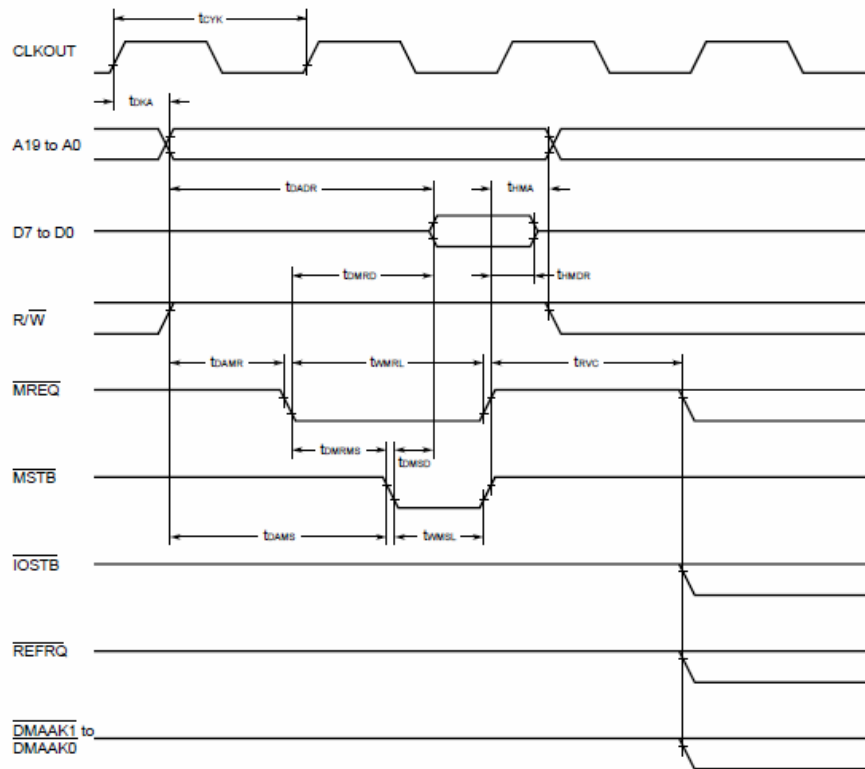 tCYK
CLKOUT
tDKA
A19 to A0
tDADR
tHMA
D7 to D0
tDMRD
tHMDR
R/W
tDAMR
tWMRL
tRVC
MREQ
tDMRMS
tDMSD
MSTB
tDAMS
tWMSL
IOSTB
REFRQ
DMAAK1 to
DMAAK0